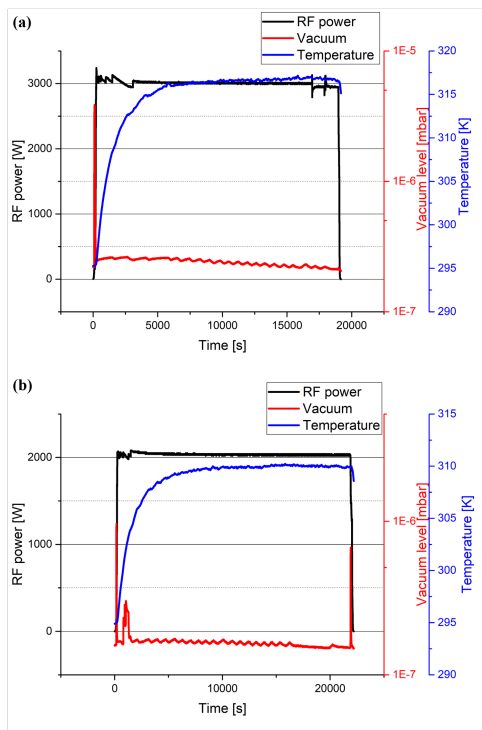 (a)
RF power
Vacuum
Temperature
RF power [W]
3000
2000
1000
0
0
5000
10000
15000
20000
Time [s]
1E-5
1E-6
1E-7
Vacuum level [mbar]
320
315
310
305
300
295
290
Temperature [K]
(b)
RF power
Vacuum
Temperature
RF power [W]
2000
1000
0
0
10000
20000
Time [s]
1E-6
1E-7
Vacuum level [mbar]
315
310
305
300
295
290
Temperature [K]